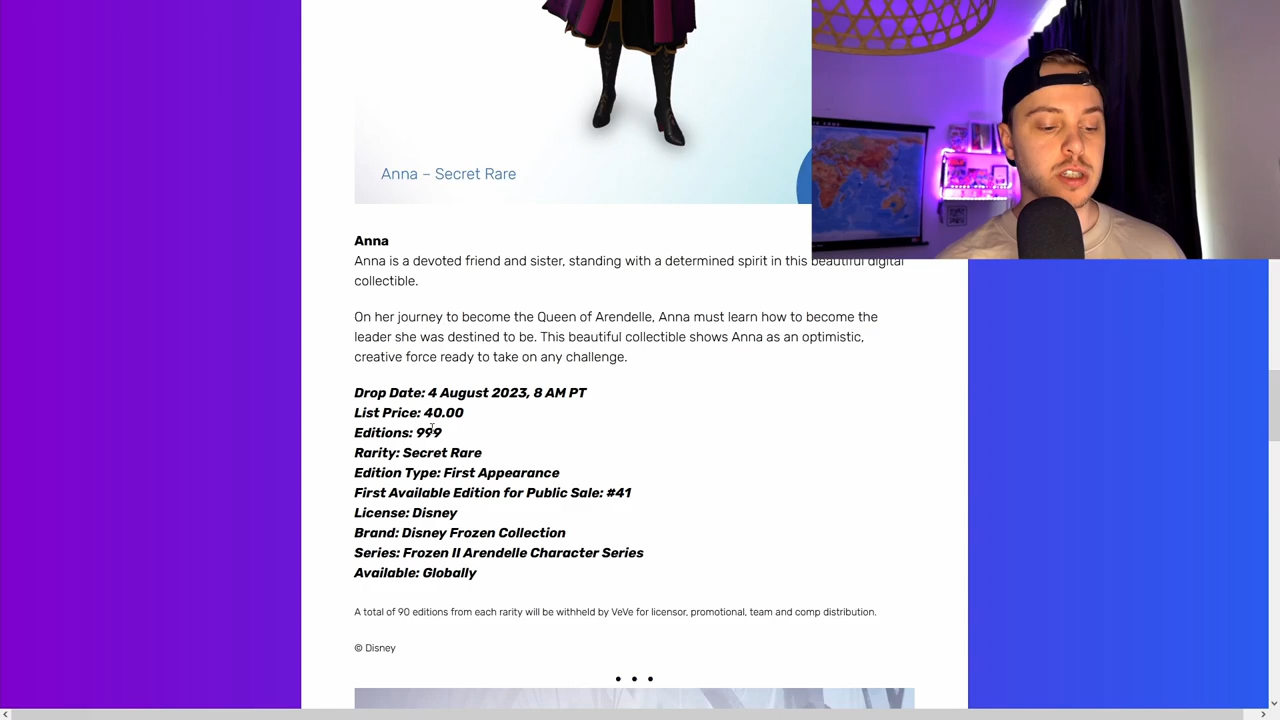 Anna – Secret Rare
Anna
Anna is a devoted friend and sister, standing with a determined spirit in this beautiful digital
collectible.
On her journey to become the Queen of Arendelle, Anna must learn how to become the
leader she was destined to be. This beautiful collectible shows Anna as an optimistic,
creative force ready to take on any challenge.
Drop Date: 4 August 2023, 8 AM PT
List Price: 40.00
Editions: 999
Rarity: Secret Rare
Edition Type: First Appearance
First Available Edition for Public Sale: #41
License: Disney
Brand: Disney Frozen Collection
Series: Frozen II Arendelle Character Series
Available: Globally
A total of 90 editions from each rarity will be withheld by VeVe for licensor, promotional, team and comp distribution.
© Disney